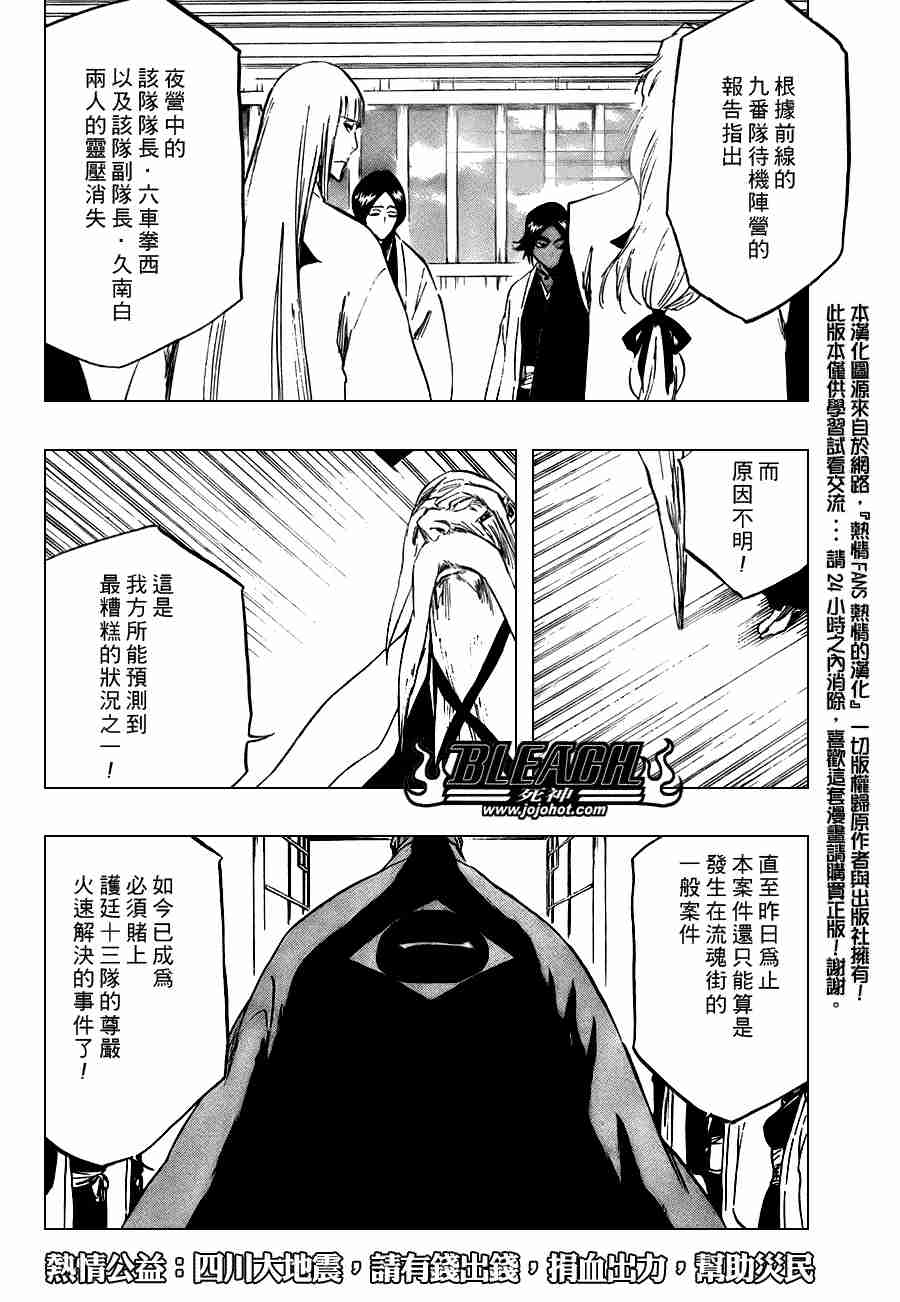 根據前線的
九番隊待機陣營的
報告指出
夜營中的
該隊隊長·六車拳西
以及該隊副隊長·久南白
兩人的靈壓消失
而
原因不明!
這是
我方所能預測到
最糟糕的狀況之一!
BLEACH
死神
www.jojohot.com
直至昨日爲止
本案件還只能算是
發生在流魂街的
一般案件
如今已成爲
必須賭上
護廷十三隊的尊嚴
火速解決的事件了!
本漢化圖源來自於網路，『熱情FANS熱情的漢化』一切版權歸原作者與出版社擁有!
此版本僅供學習試看交流…請24小時之內消除，喜歡這套漫畫請購買正版!謝謝。
熱情公益：四川大地震，請有錢出錢，捐血出力，幫助災民